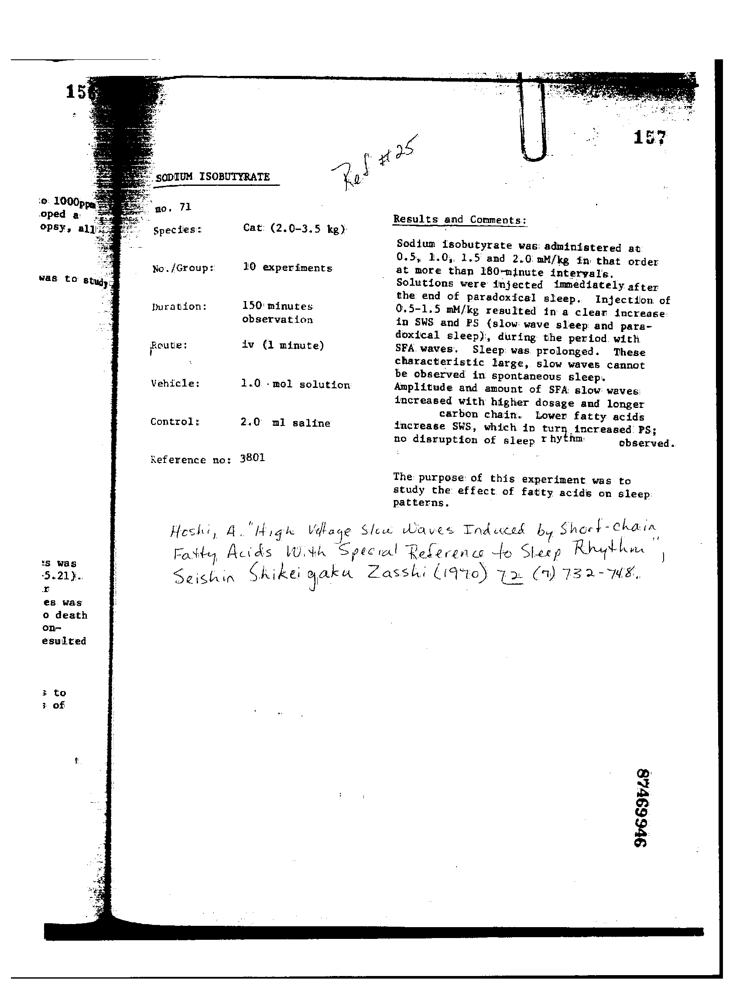 156
157
Ref #25
SODIUM ISOBUTYRATE
no. 71
Species: Cat (2.0-3.5 kg)
No./Group: 10 experiments
Duration: 150 minutes
observation
Route: iv (1 minute)
Vehicle: 1.0 mol solution
Control: 2.0 ml saline
Reference no: 3801
Results and Comments:
Sodium isobutyrate was administered at
0.5, 1.0, 1.5 and 2.0 mM/kg in that order
at more than 180-minute intervals.
Solutions were injected immediately after
the end of paradoxical sleep. Injection of
0.5-1.5 mM/kg resulted in a clear increase
in SWS and PS (slow wave sleep and para-
doxical sleep), during the period with
SFA waves. Sleep was prolonged. These
characteristic large, slow waves cannot
be observed in spontaneous sleep.
Amplitude and amount of SFA slow waves
increased with higher dosage and longer
carbon chain. Lower fatty acids
increase SWS, which in turn increased PS;
no disruption of sleep rhythm observed.
The purpose of this experiment was to
study the effect of fatty acids on sleep
patterns.
Hoshi, A. "High Voltage Slow Waves Induced by Short-chain
Fatty Acids With Special Reference to Sleep Rhythm",
Seishin Shikeigaku Zasshi (1970) 72 (7) 732-748.
o 1000ppm
oped a
opsy, all
was to study
s was
5.21).
r
es was
o death
on-
esulted
s to
s of
t
87469946